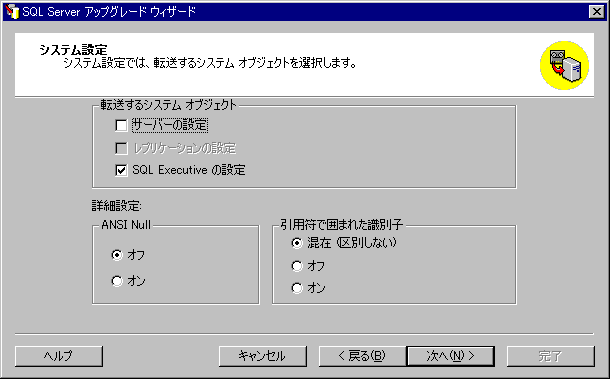 SQL Server アップグレード ウィザード
システム設定
システム設定では、転送するシステム オブジェクトを選択します。
転送するシステム オブジェクト
サーバーの設定
レプリケーションの設定
SQL Executive の設定
詳細設定:
ANSI Null
オフ
オン
引用符で囲まれた識別子
混在 (区別しない)
オフ
オン
ヘルプ
キャンセル
< 戻る(B)
次へ(N) >
完了